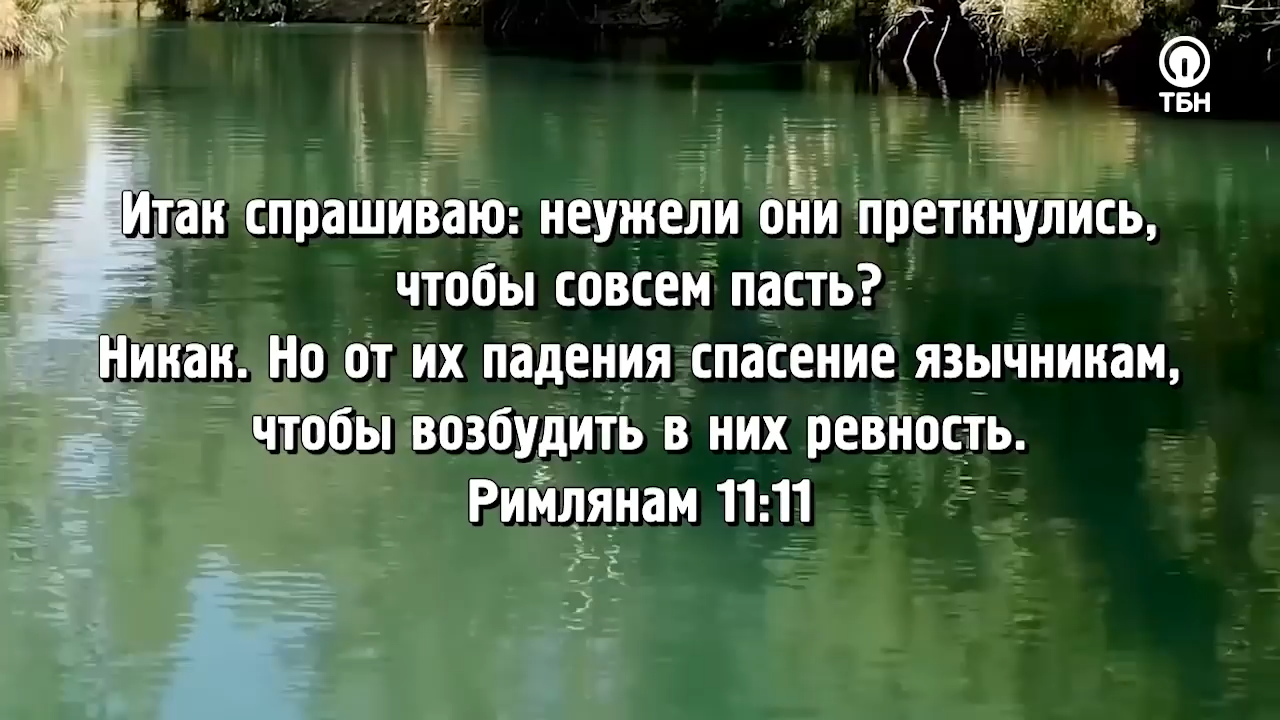 ТБН
Итак спрашиваю: неужели они преткнулись,
чтобы совсем пасть?
Никак. Но от их падения спасение язычникам,
чтобы возбудить в них ревность.
Римлянам 11:11